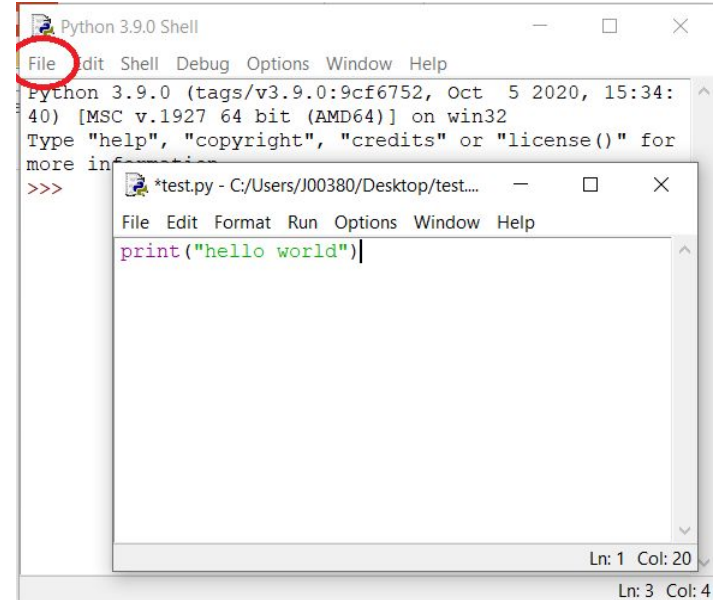 Python 3.9.0 Shell
File Edit Shell Debug Options Window Help
Python 3.9.0 (tags/v3.9.0:9cf6752, Oct  5 2020, 15:34:
40) [MSC v.1927 64 bit (AMD64)] on win32
Type "help", "copyright", "credits" or "license()" for
more information
>>>
*test.py - C:/Users/J00380/Desktop/test....
File Edit Format Run Options Window Help
print("hello world")
Ln: 1 Col: 20
Ln: 3 Col: 4